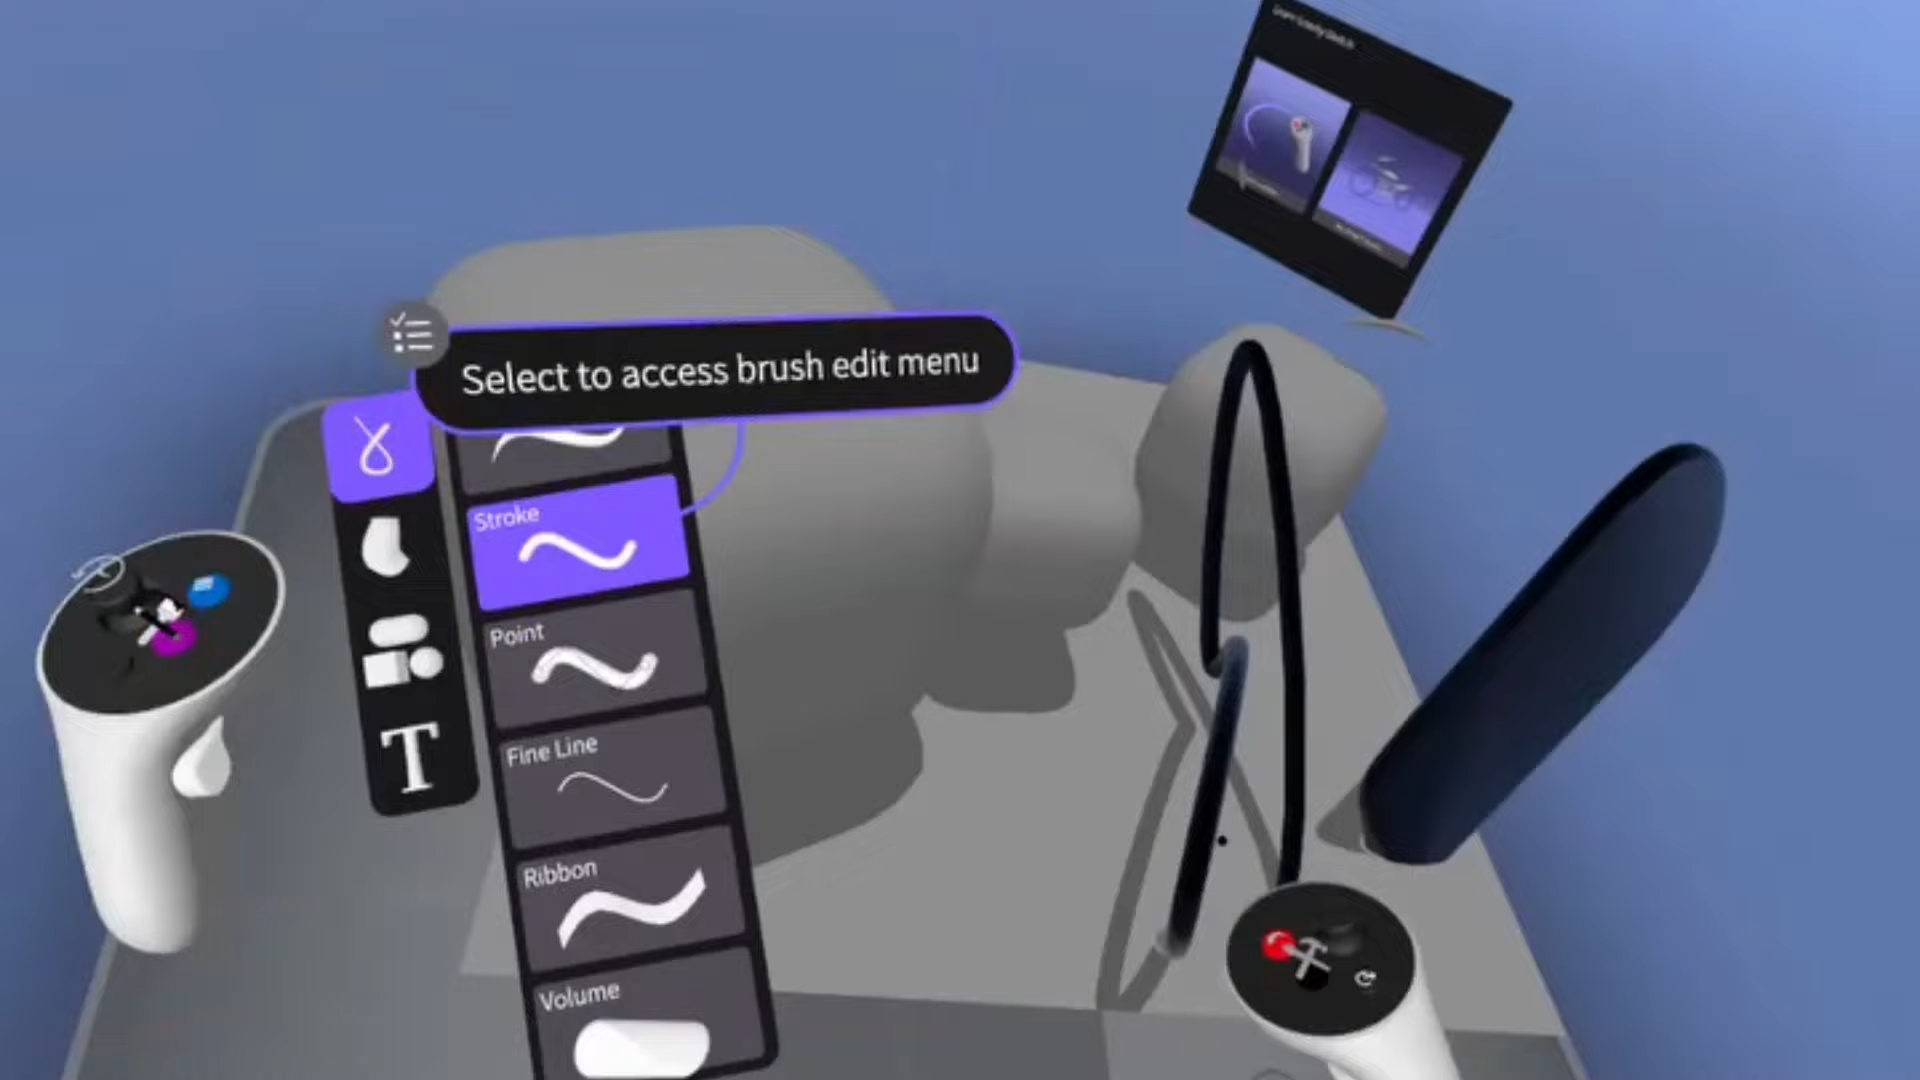 Select to access brush edit menu
Stroke
Point
Fine Line
Ribbon
Volume
T